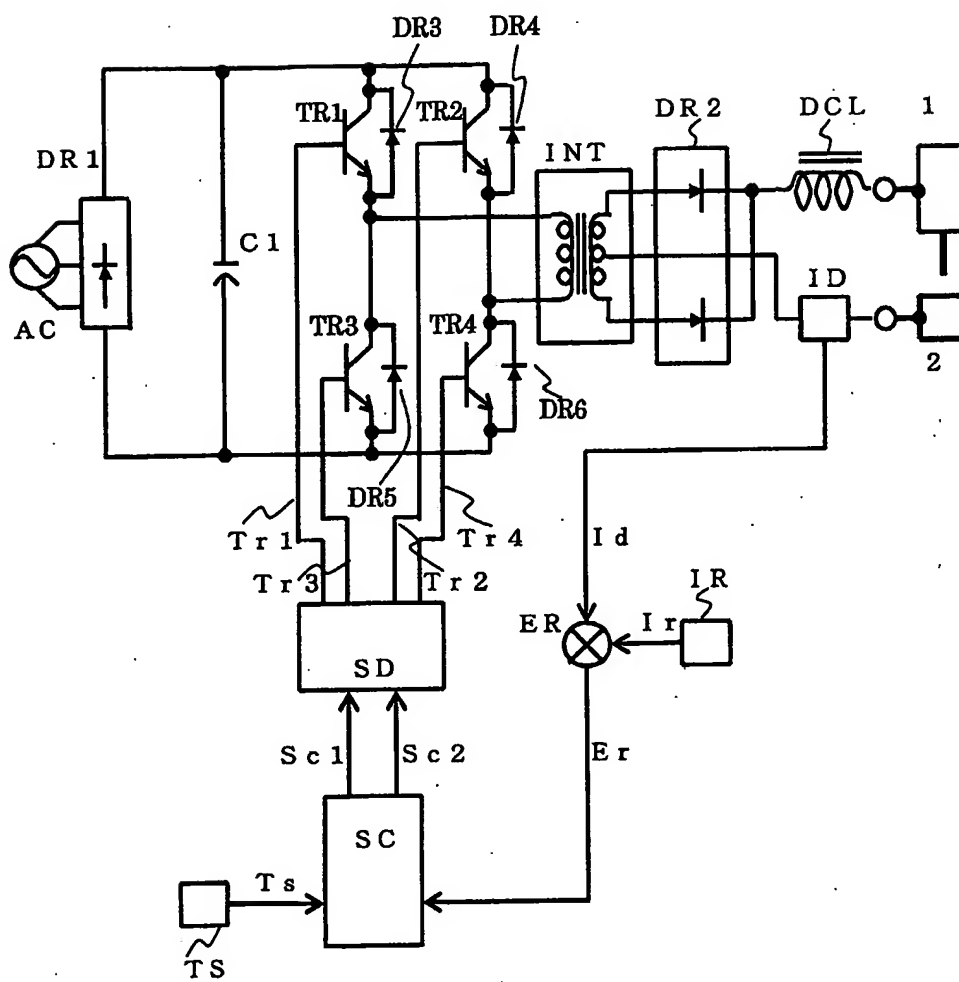 DR3
DR4
TR1
TR2
DR2
DCL
1
DR1
INT
C1
ID
AC
TR3
TR4
2
DR6
DR5
Tr1
Tr4
Id
Tr3
Tr2
IR
ER
Ir
SD
Sc1
Sc2
Er
SC
Ts
TS